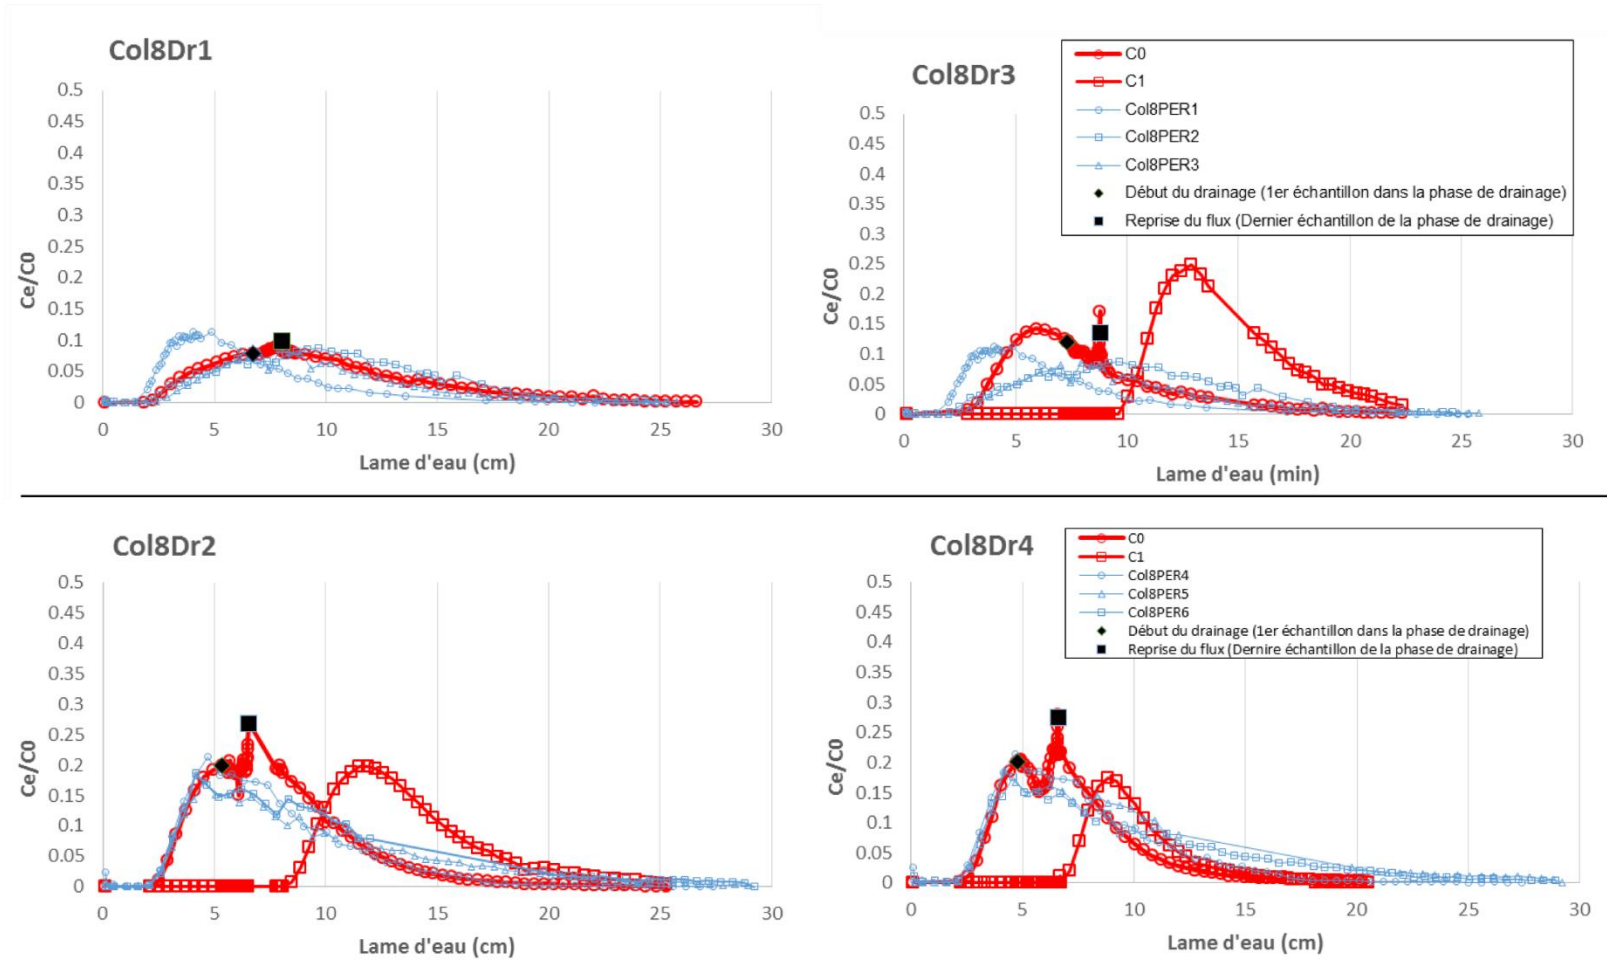 Col8Dr1
0.5
0.45
0.4
0.35
0.3
0.25
0.2
0.15
0.1
0.05
0
Ce/C0
0 5 10 15 20 25 30
Lame d'eau (cm)
Col8Dr3
0.5
0.45
0.4
0.35
0.3
0.25
0.2
0.15
0.1
0.05
0
Ce/C0
0 5 10 15 20 25 30
Lame d'eau (min)
C0
C1
Col8PER1
Col8PER2
Col8PER3
Début du drainage (1er échantillon dans la phase de drainage)
Reprise du flux (Dernier échantillon de la phase de drainage)
Col8Dr2
0.5
0.45
0.4
0.35
0.3
0.25
0.2
0.15
0.1
0.05
0
Ce/C0
0 5 10 15 20 25 30
Lame d'eau (cm)
Col8Dr4
0.5
0.45
0.4
0.35
0.3
0.25
0.2
0.15
0.1
0.05
0
Ce/C0
0 5 10 15 20 25 30
Lame d'eau (cm)
C0
C1
Col8PER4
Col8PER5
Col8PER6
Début du drainage (1er échantillon dans la phase de drainage)
Reprise du flux (Dernire échantillon de la phase de drainage)